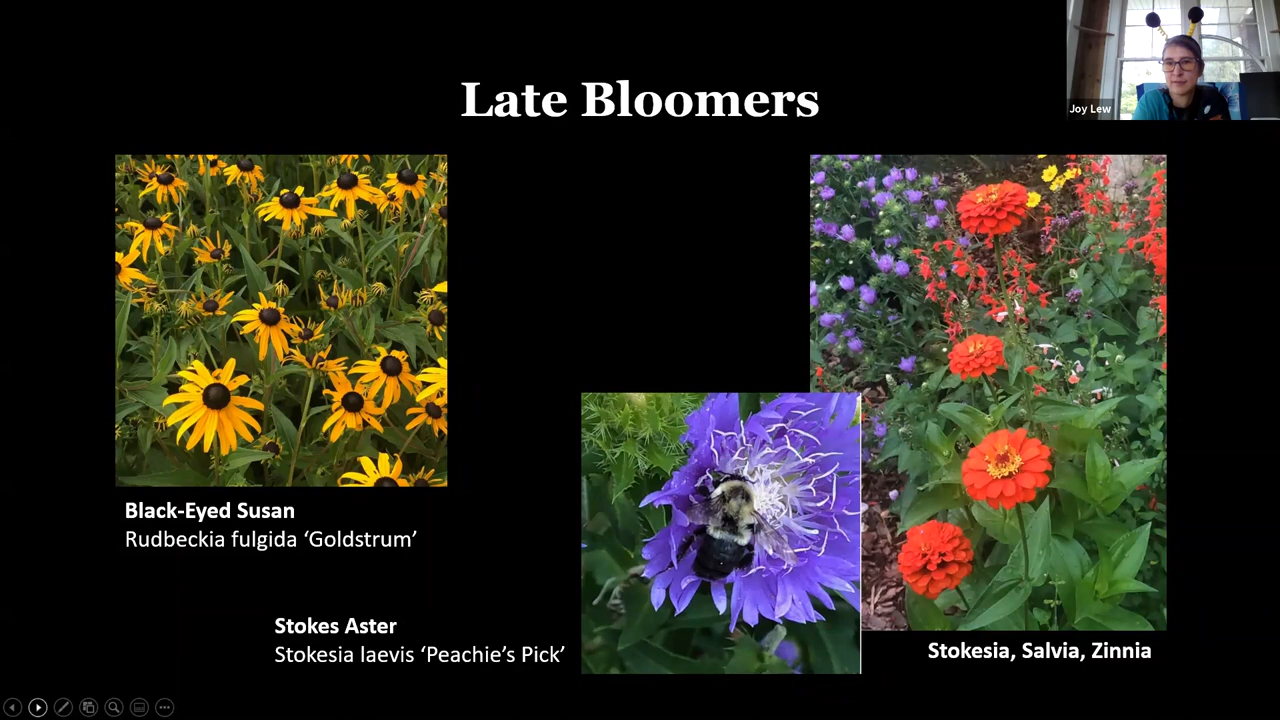 Joy Lew
Late Bloomers
Black-Eyed Susan
Rudbeckia fulgida ‘Goldstrum’
Stokes Aster
Stokesia laevis ‘Peachie’s Pick’
Stokesia, Salvia, Zinnia